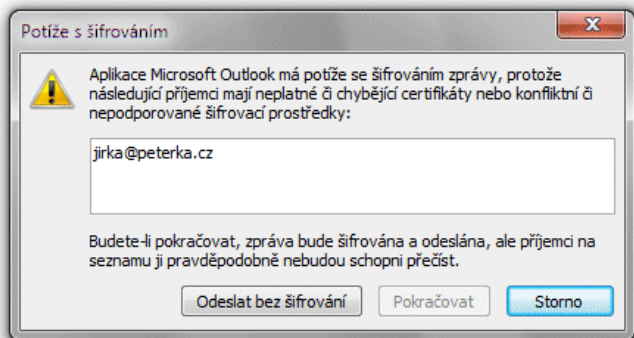 Potíže s šifrováním
Aplikace Microsoft Outlook má potíže se šifrováním zprávy, protože
následující příjemci mají neplatné či chybějící certifikáty nebo konfliktní či
nepodporované šifrovací prostředky:
jirka@peterka.cz
Budete-li pokračovat, zpráva bude šifrována a odeslána, ale příjemci na
seznamu ji pravděpodobně nebudou schopni přečíst.
Odeslat bez šifrování Pokračovat Storno